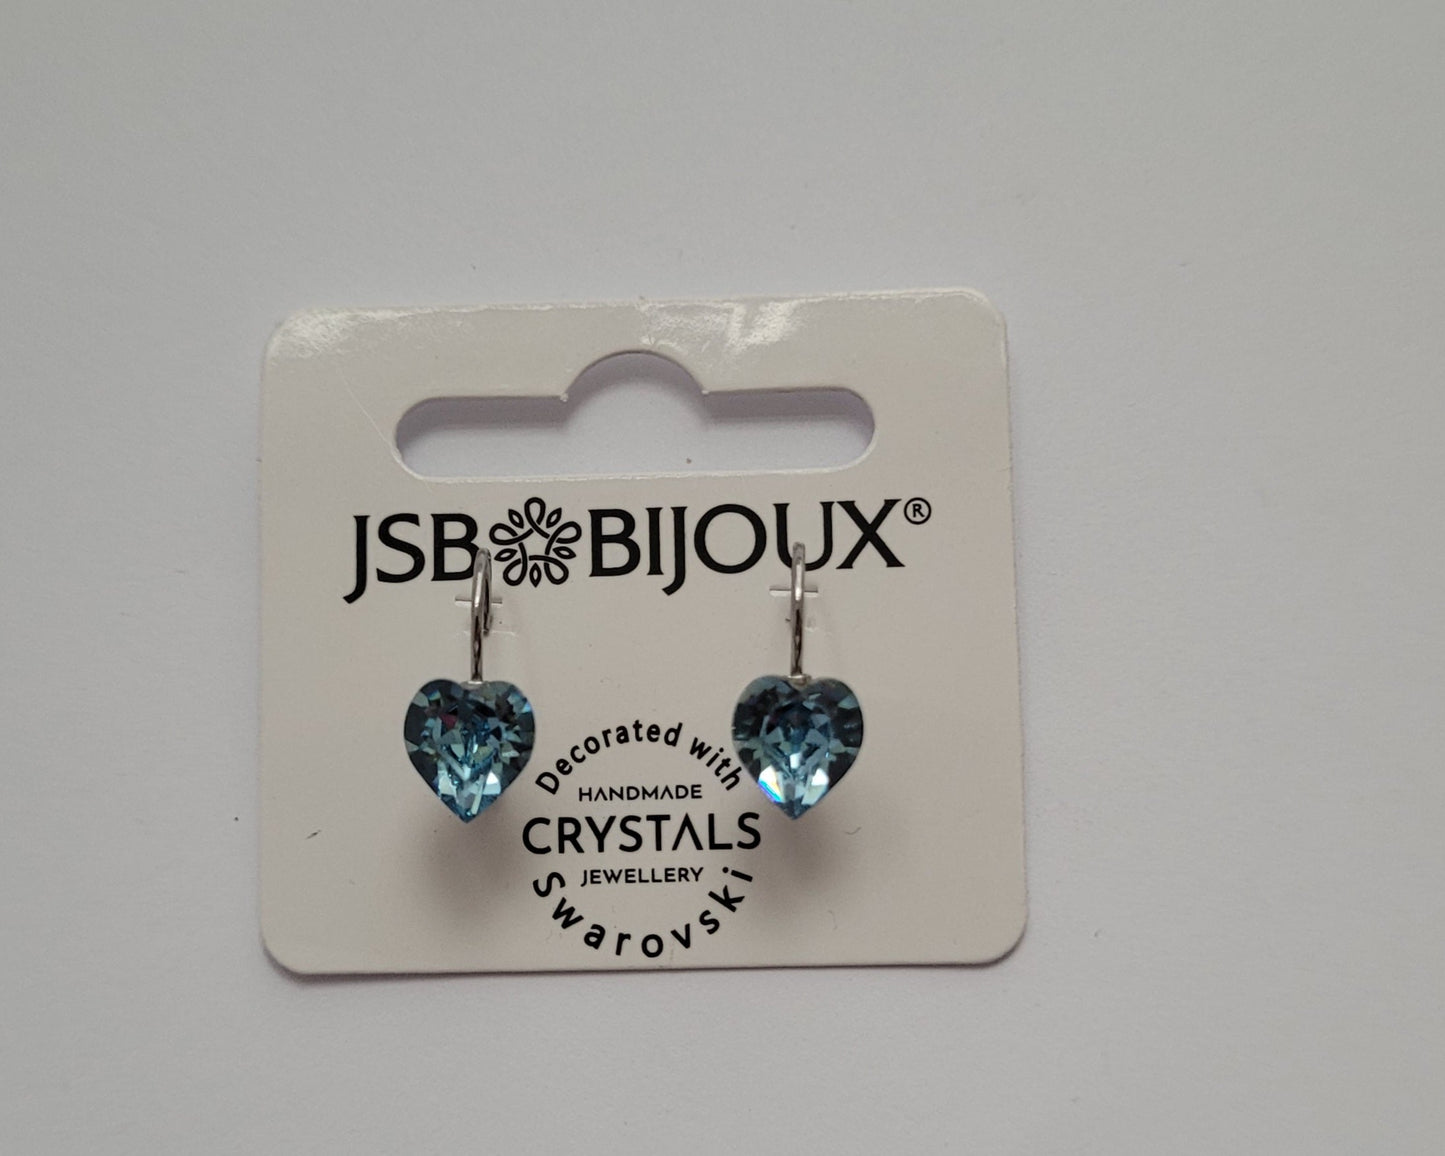 JSB BIJOUX®
Decorated with
HANDMADE
CRYSTALS
JEWELLERY
Swarovski